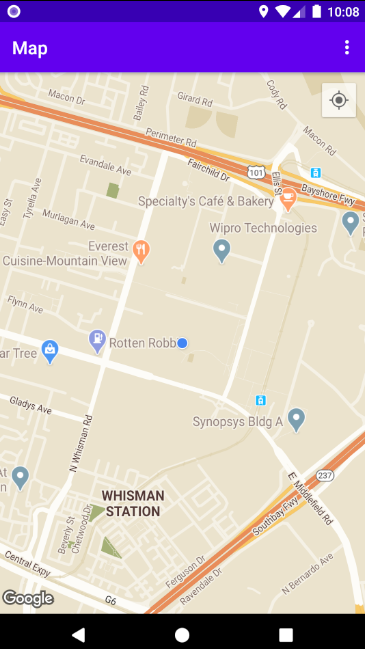 10:08
Map
Macon Dr
Bailey Rd
Girard Rd
Cody Rd
Macon Rd
Perimeter Rd
Evandale Ave
Fairchild Dr
101
Ellis St
Bayshore Fwy
Easy St
Tyrella Ave
Specialty's Café & Bakery
Murlagan Ave
Wipro Technologies
Everest
Cuisine-Mountain View
Flynn Ave
Rotten Robb
ar Tree
Gladys Ave
Synopsys Bldg A
N Whisman Rd
At
n
237
E Middlefield Rd
WHISMAN
STATION
Beverly St
Chetwood Dr
Southbay Fwy
Central Expy
Ferguson Dr
Ravendale Dr
N Bernardo Ave
G6
Google